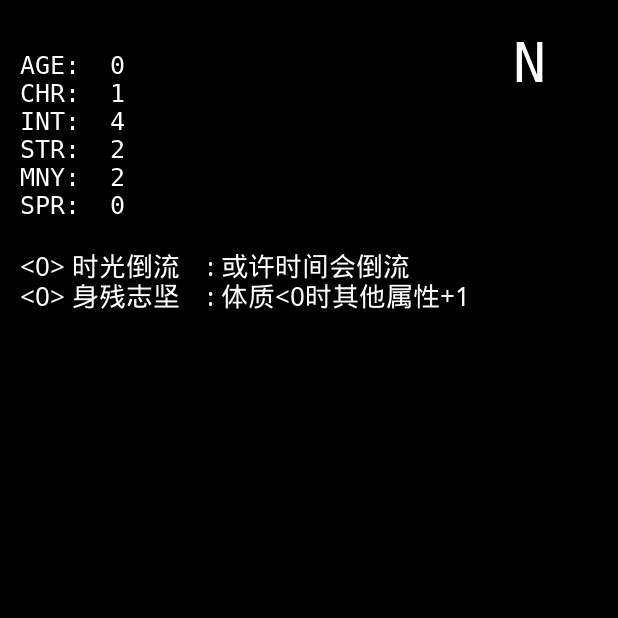 N
AGE: 0
CHR: 1
INT: 4
STR: 2
MNY: 2
SPR: 0
<0> 时光倒流 : 或许时间会倒流
<0> 身残志坚 : 体质<0时其他属性+1